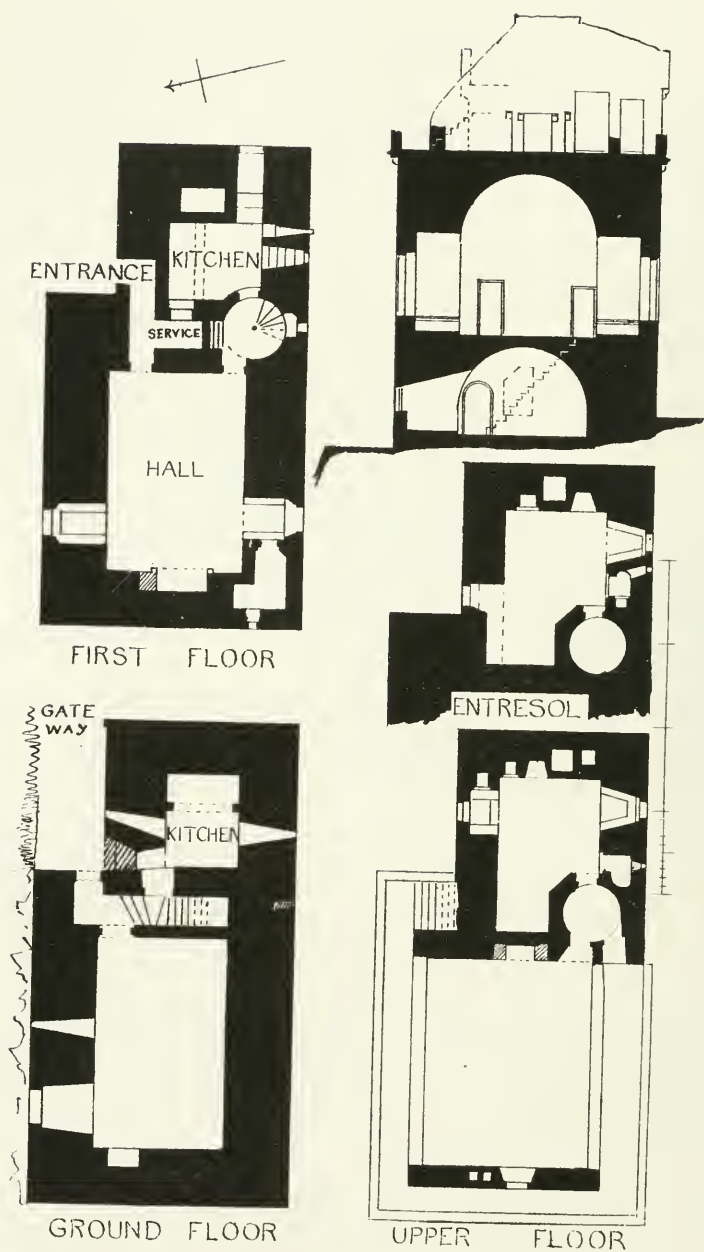 ENTRANCE
KITCHEN
SERVICE
HALL
FIRST FLOOR
ENTRESOL
GATE
WAY
KITCHEN
GROUND FLOOR
UPPER FLOOR